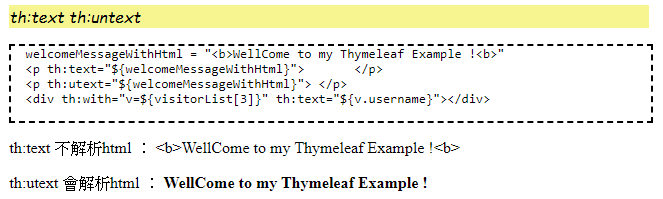 th:text th:untext
welcomeMessageWithHtml = "<b>WellCome to my Thymeleaf Example !<b>"
<p th:text="${welcomeMessageWithHtml}">       </p>
<p th:utext="${welcomeMessageWithHtml}"> </p>
<div th:with="v=${visitorList[3]}" th:text="${v.username}"></div>
th:text 不解析html ： <b>WellCome to my Thymeleaf Example !<b>
th:utext 會解析html ： WellCome to my Thymeleaf Example !